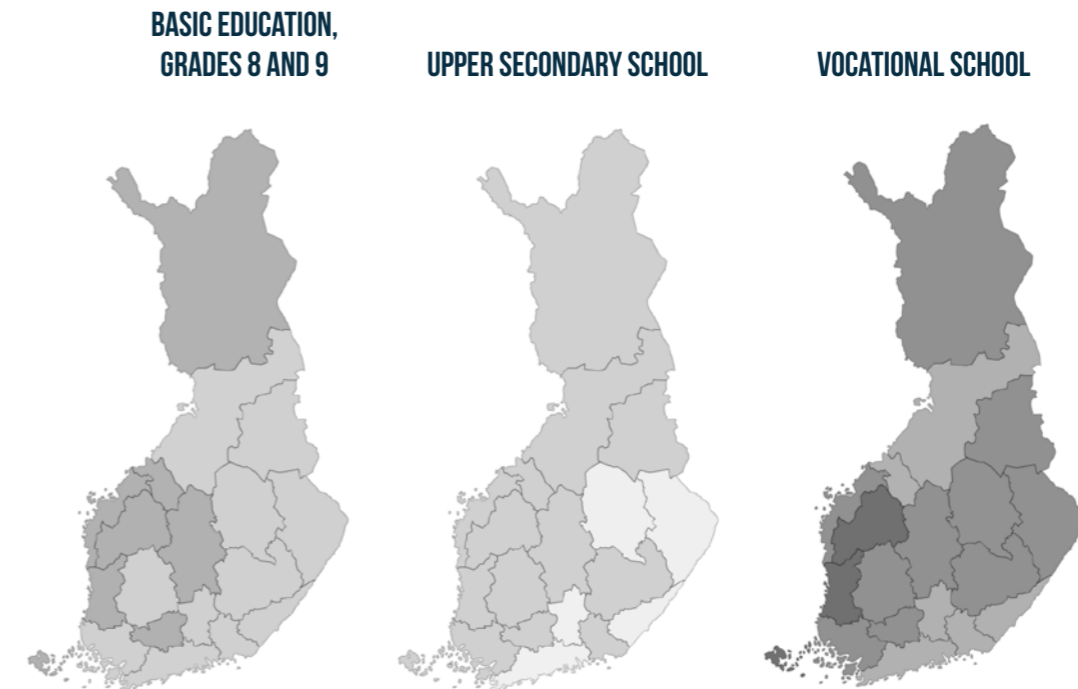 BASIC EDUCATION,
GRADES 8 AND 9
UPPER SECONDARY SCHOOL
VOCATIONAL SCHOOL